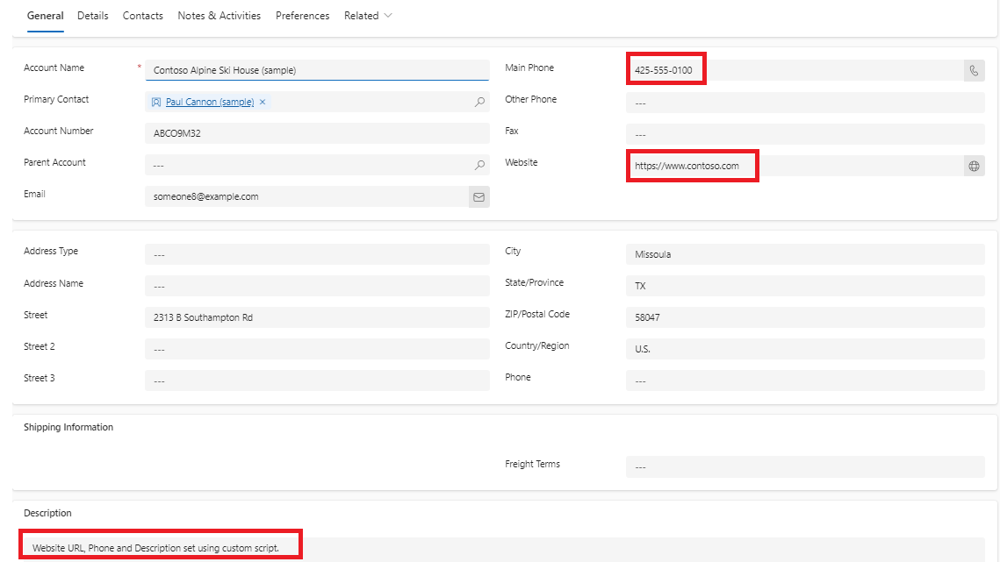 General Details Contacts Notes & Activities Preferences Related
Account Name * Contoso Alpine Ski House (sample)
Primary Contact Paul Cannon (sample) ×
Account Number ABCO9M32
Parent Account ---
Email someone8@example.com
Main Phone 425-555-0100
Other Phone ---
Fax ---
Website https://www.contoso.com
Address Type ---
Address Name ---
Street 2313 B Southampton Rd
Street 2 ---
Street 3 ---
City Missoula
State/Province TX
ZIP/Postal Code 58047
Country/Region U.S.
Phone ---
Shipping Information
Freight Terms ---
Description
Website URL, Phone and Description set using custom script.